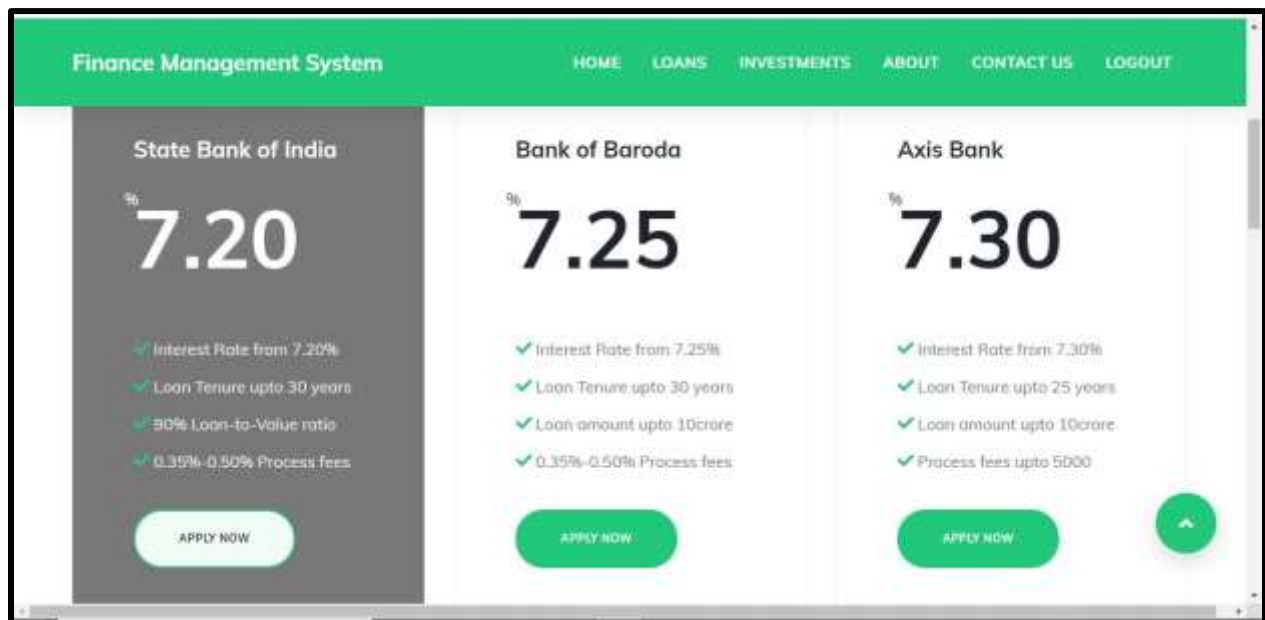 Finance Management System
HOME LOANS INVESTMENTS ABOUT CONTACT US LOGOUT
State Bank of India
%
7.20
Interest Rate from 7.20%
Loan Tenure upto 30 years
90% Loan-to-Value ratio
0.35%-0.50% Process fees
APPLY NOW
Bank of Baroda
%
7.25
Interest Rate from 7.25%
Loan Tenure upto 30 years
Loan amount upto 10crore
0.35%-0.50% Process fees
APPLY NOW
Axis Bank
%
7.30
Interest Rate from 7.30%
Loan Tenure upto 25 years
Loan amount upto 10crore
Process fees upto 5000
APPLY NOW